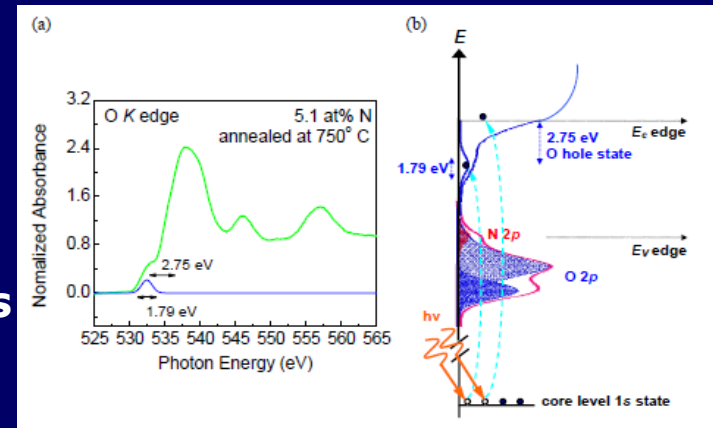 (a)
O K edge
5.1 at% N
annealed at 750° C
Nomalized Absorbance
3.2
2.4
1.6
0.8
0.0
2.75 eV
1.79 eV
525 530 535 540 545 550 555 560 565
Photon Energy (eV)
s
(b)
E
Ec edge
2.75 eV
O hole state
1.79 eV
N 2p
Ev edge
O 2p
hv
core level 1s state